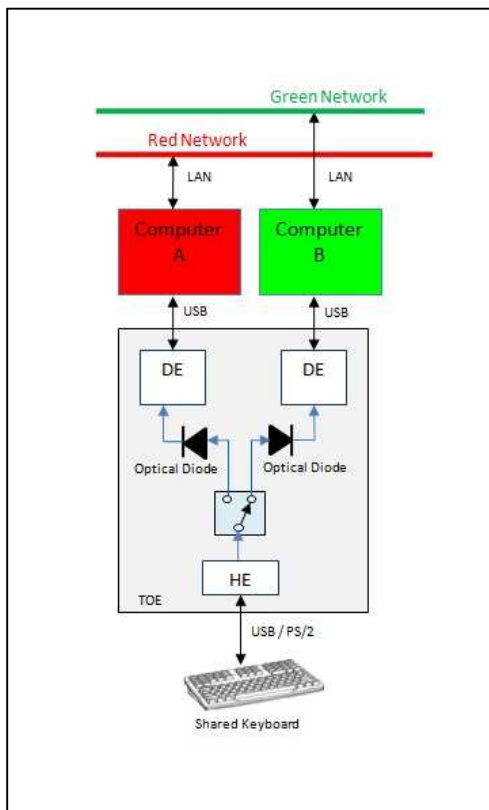 Green Network
Red Network
LAN
LAN
Computer
A
Computer
B
USB
USB
DE
DE
Optical Diode
Optical Diode
HE
TOE
USB / PS/2
Shared Keyboard